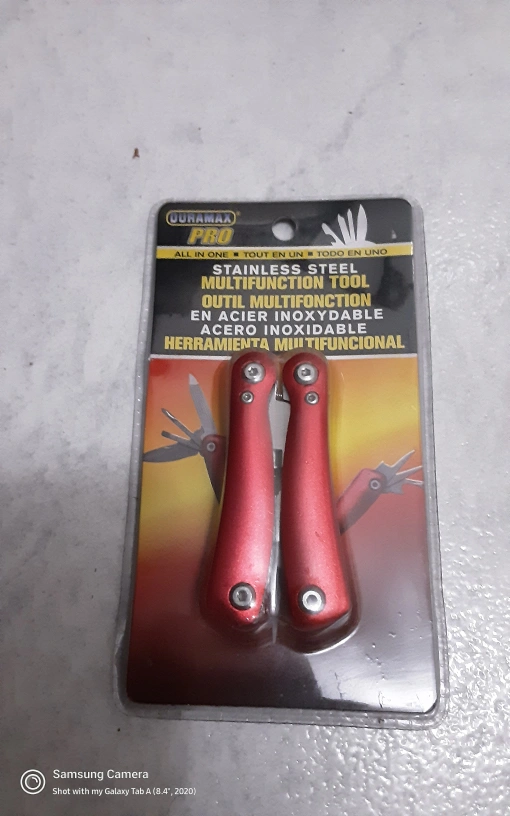 DURAMAX®
PRO
ALL IN ONE ■ TOUT EN UN ■ TODO EN UNO
STAINLESS STEEL
MULTIFUNCTION TOOL
OUTIL MULTIFONCTION
EN ACIER INOXYDABLE
ACERO INOXIDABLE
HERRAMIENTA MULTIFUNCIONAL
Samsung Camera
Shot with my Galaxy Tab A (8.4", 2020)